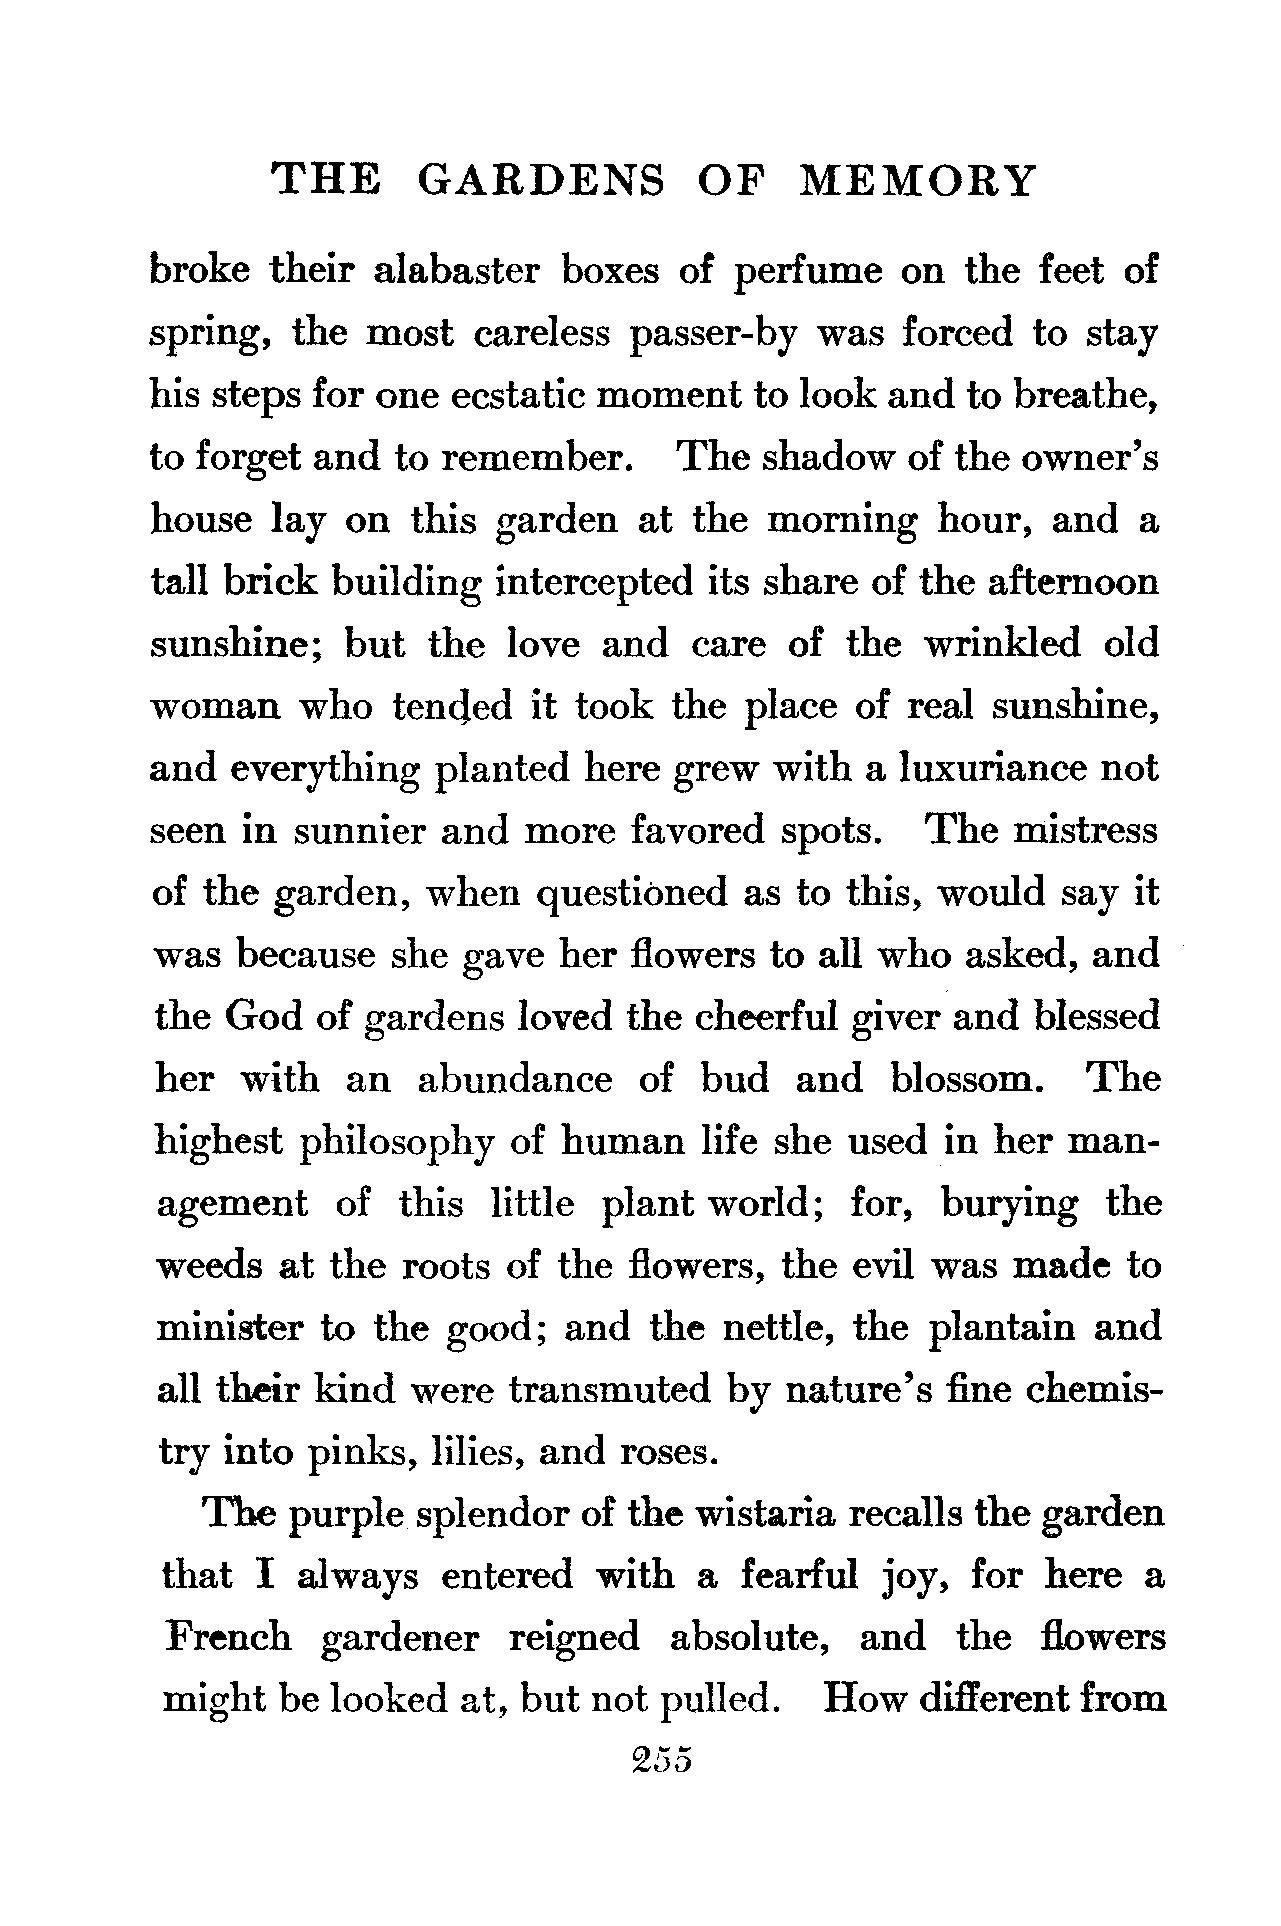 THE GARDENS OF MEMORY
broke their alabaster boxes of perfume on the feet of
spring, the most careless passer-by was forced to stay
his steps for one ecstatic moment to look and to breathe,
to forget and to remember. The shadow of the owner's
house lay on this garden at the morning hour, and a
tall brick building intercepted its share of the afternoon
sunshine; but the love and care of the wrinkled old
woman who tended it took the place of real sunshine,
and everything planted here grew with a luxuriance not
seen in sunnier and more favored spots. The mistress
of the garden, when questioned as to this, would say it
was because she gave her flowers to all who asked, and
the God of gardens loved the cheerful giver and blessed
her with an abundance of bud and blossom. The
highest philosophy of human life she used in her man-
agement of this little plant world; for, burying the
weeds at the roots of the flowers, the evil was made to
minister to the good; and the nettle, the plantain and
all their kind were transmuted by nature's fine chemis-
try into pinks, lilies, and roses.
The purple splendor of the wistaria recalls the garden
that I always entered with a fearful joy, for here a
French gardener reigned absolute, and the flowers
might be looked at, but not pulled. How different from
255